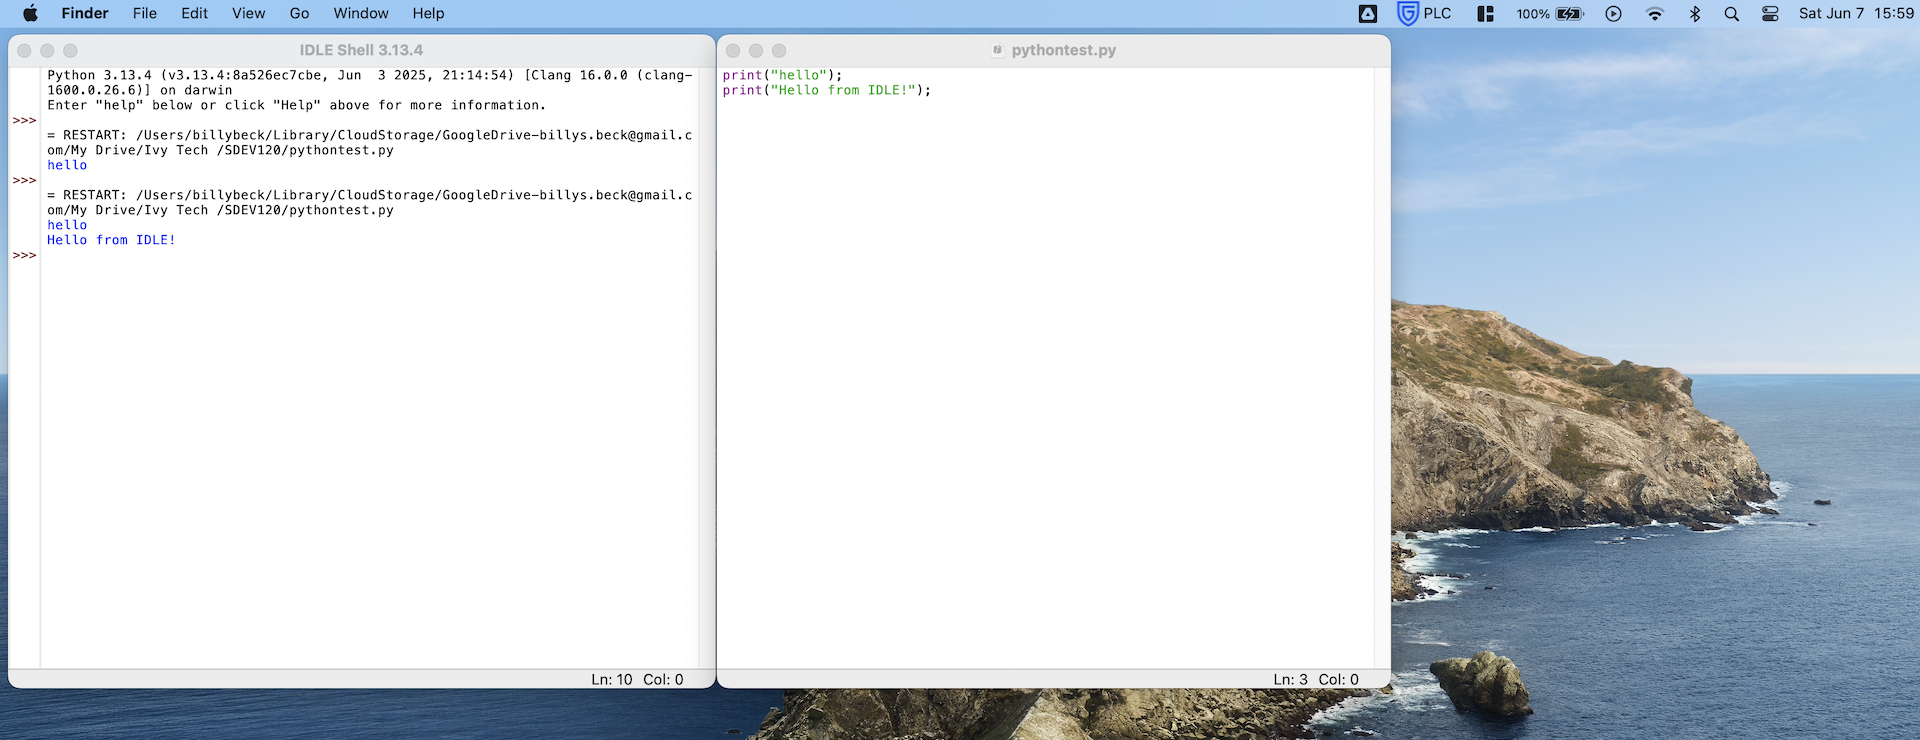 Finder File Edit View Go Window Help PLC 100% Sat Jun 7 15:59
IDLE Shell 3.13.4
Python 3.13.4 (v3.13.4:8a526ec7cbe, Jun  3 2025, 21:14:54) [Clang 16.0.0 (clang-
1600.0.26.6)] on darwin
Enter "help" below or click "Help" above for more information.
>>>
= RESTART: /Users/billybeck/Library/CloudStorage/GoogleDrive-billys.beck@gmail.c
om/My Drive/Ivy Tech /SDEV120/pythontest.py
hello
>>>
= RESTART: /Users/billybeck/Library/CloudStorage/GoogleDrive-billys.beck@gmail.c
om/My Drive/Ivy Tech /SDEV120/pythontest.py
hello
Hello from IDLE!
>>>
Ln: 10 Col: 0
pythontest.py
print("hello");
print("Hello from IDLE!");
Ln: 3 Col: 0